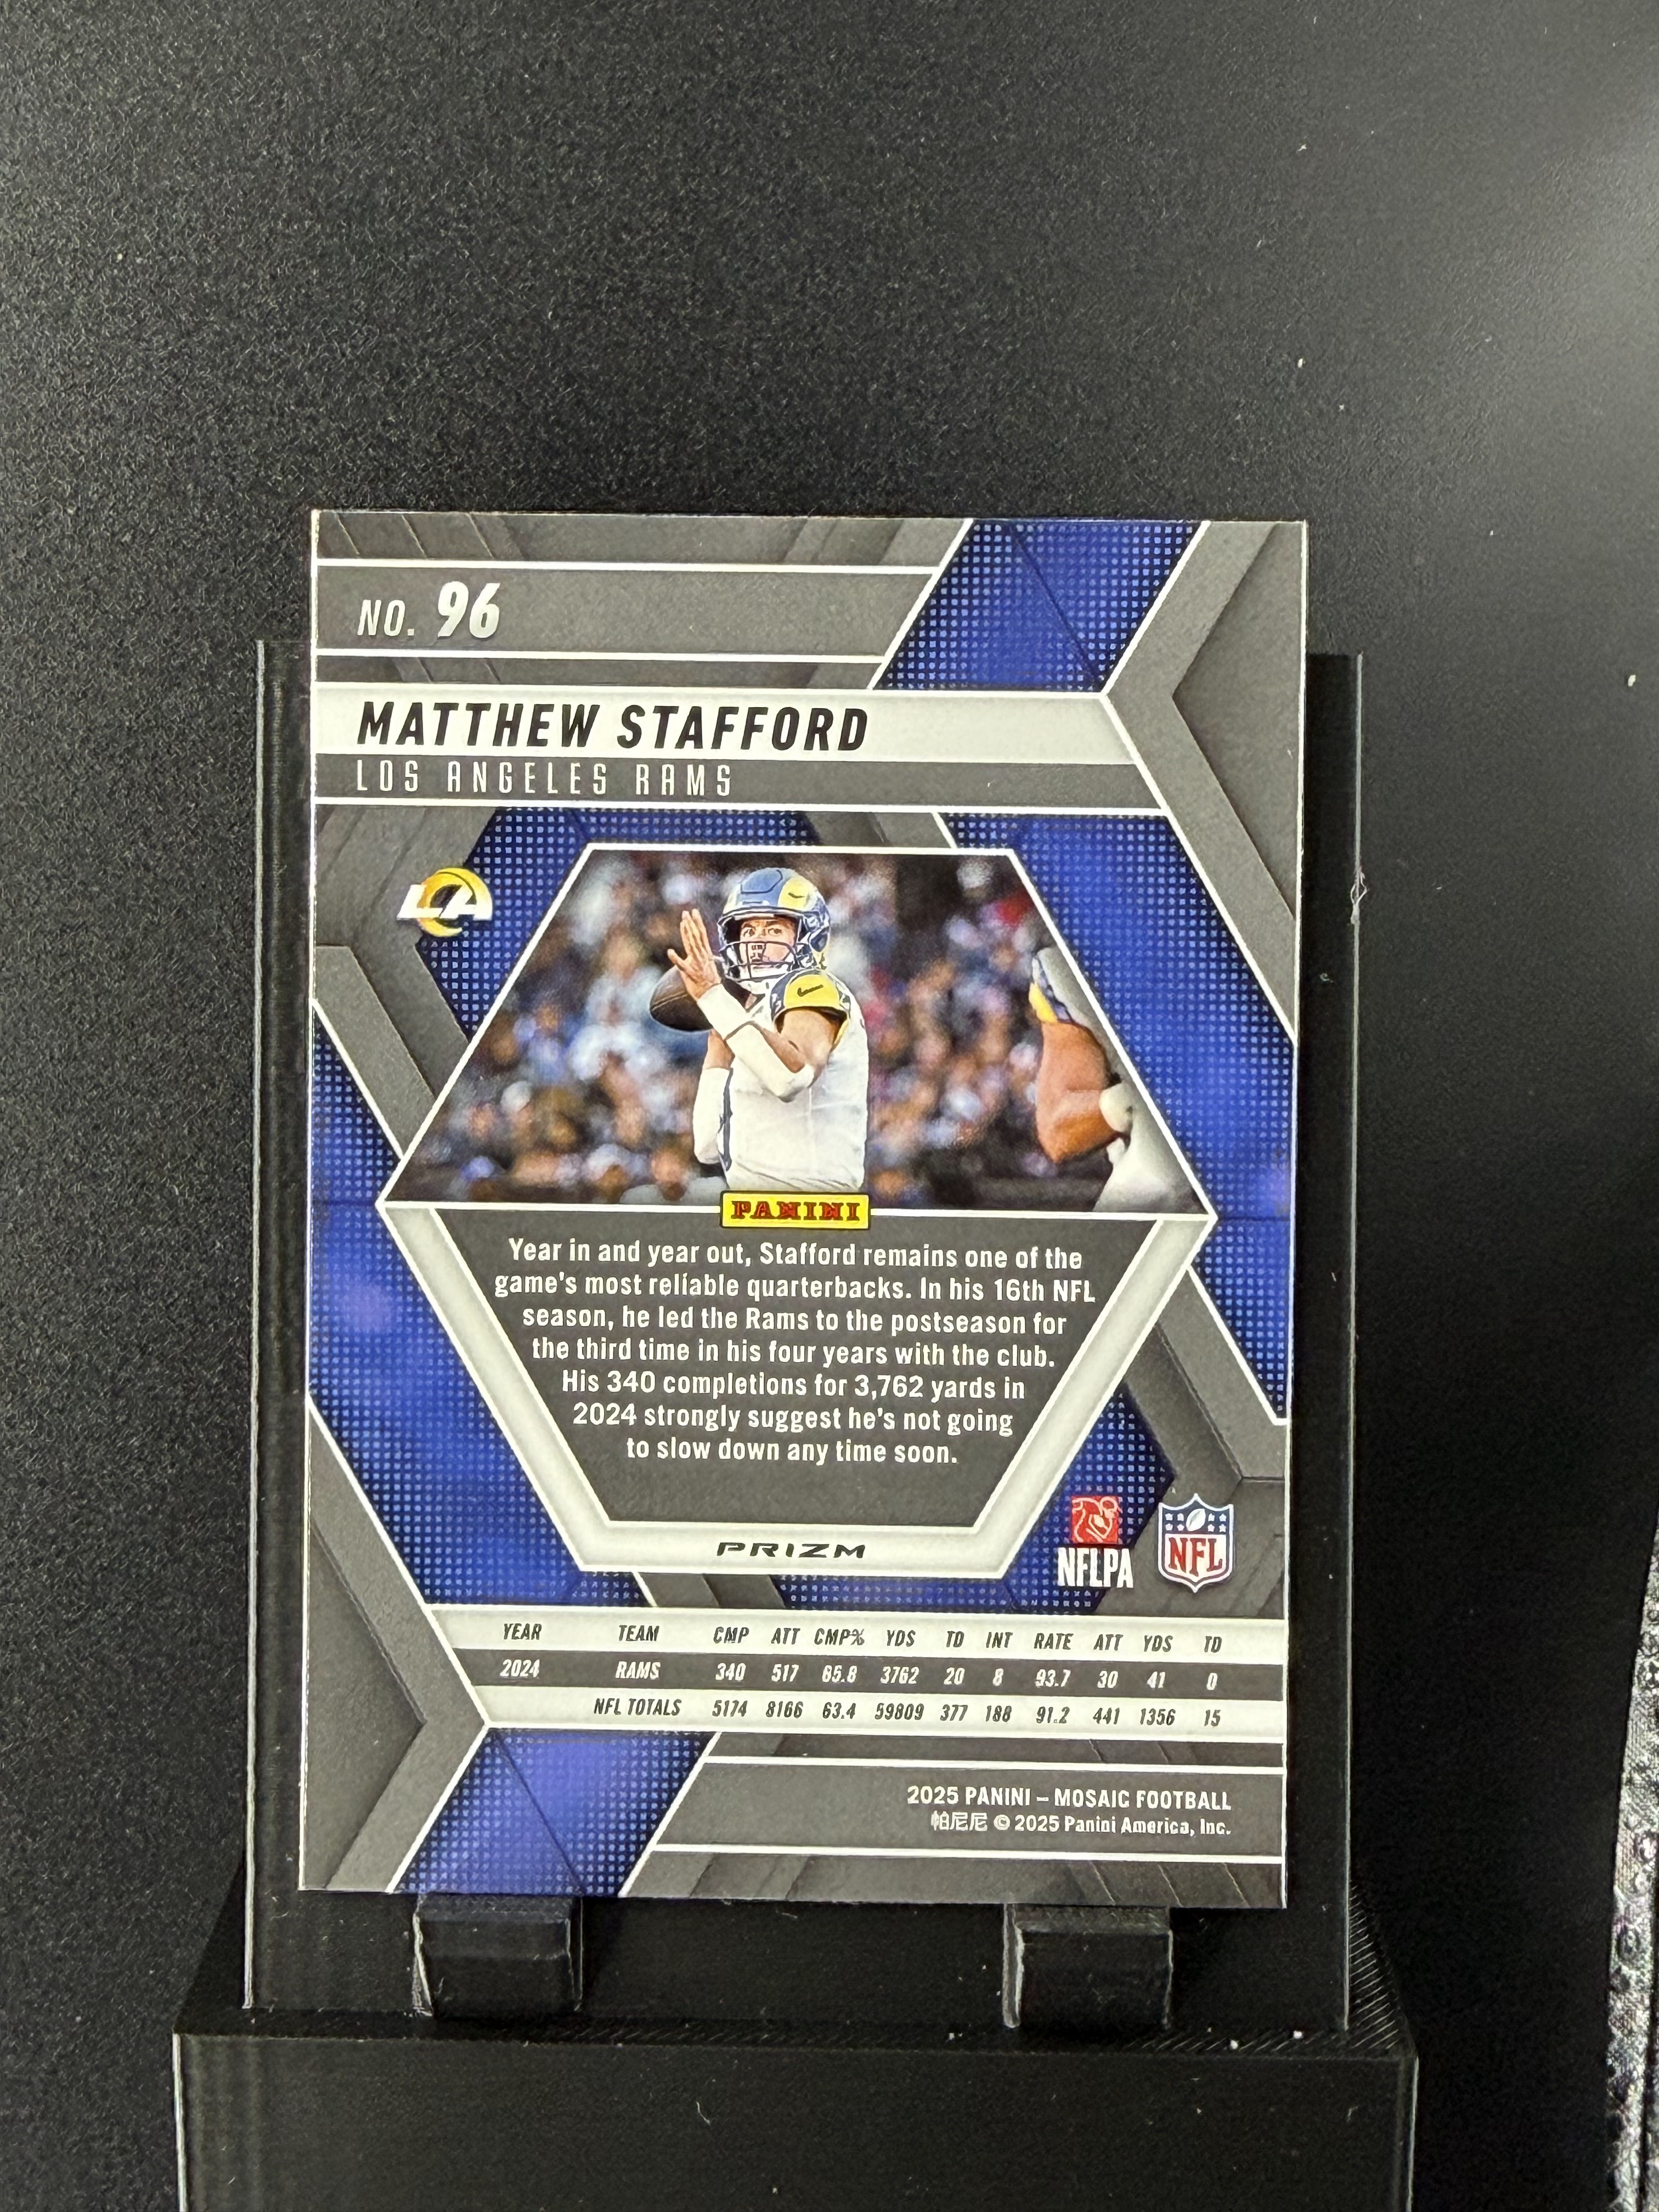 NO. 96
MATTHEW STAFFORD
LOS ANGELES RAMS
LA
PANINI
Year in and year out, Stafford remains one of the
game's most reliable quarterbacks. In his 16th NFL
season, he led the Rams to the postseason for
the third time in his four years with the club.
His 340 completions for 3,762 yards in
2024 strongly suggest he's not going
to slow down any time soon.
PRIZM
NFLPA
NFL
YEAR TEAM CMP ATT CMP% YDS TD INT RATE ATT YDS TD
2024 RAMS 340 517 65.8 3762 20 8 93.7 30 41 0
NFL TOTALS 5174 8166 63.4 59809 377 188 91.2 441 1356 15
2025 PANINI – MOSAIC FOOTBALL
帕尼尼 © 2025 Panini America, Inc.